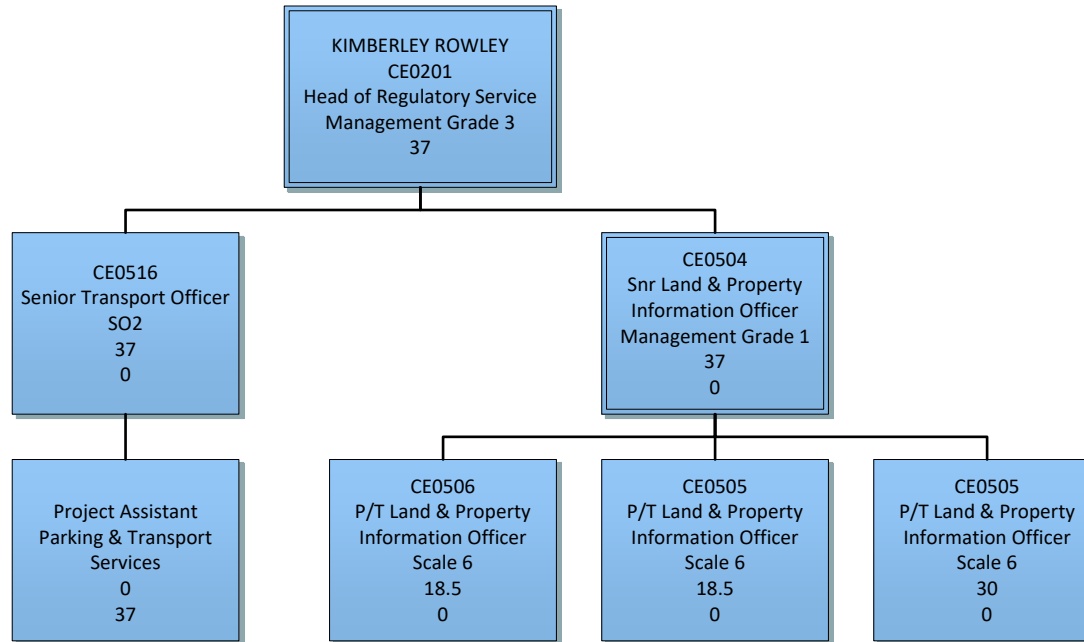 KIMBERLEY ROWLEY
CE0201
Head of Regulatory Service
Management Grade 3
37
CE0516
Senior Transport Officer
SO2
37
0
CE0504
Snr Land & Property
Information Officer
Management Grade 1
37
0
Project Assistant
Parking & Transport
Services
0
37
CE0506
P/T Land & Property
Information Officer
Scale 6
18.5
0
CE0505
P/T Land & Property
Information Officer
Scale 6
18.5
0
CE0505
P/T Land & Property
Information Officer
Scale 6
30
0